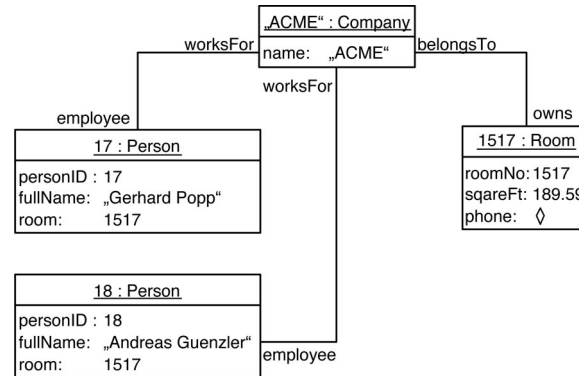 „ACME“ : Company
name: „ACME“
worksFor
belongsTo
worksFor
employee
owns
17 : Person
personID : 17
fullName: „Gerhard Popp“
room: 1517
1517 : Room
roomNo: 1517
sqareFt: 189.59
phone: ◊
18 : Person
personID : 18
fullName: „Andreas Guenzler“
room: 1517
employee